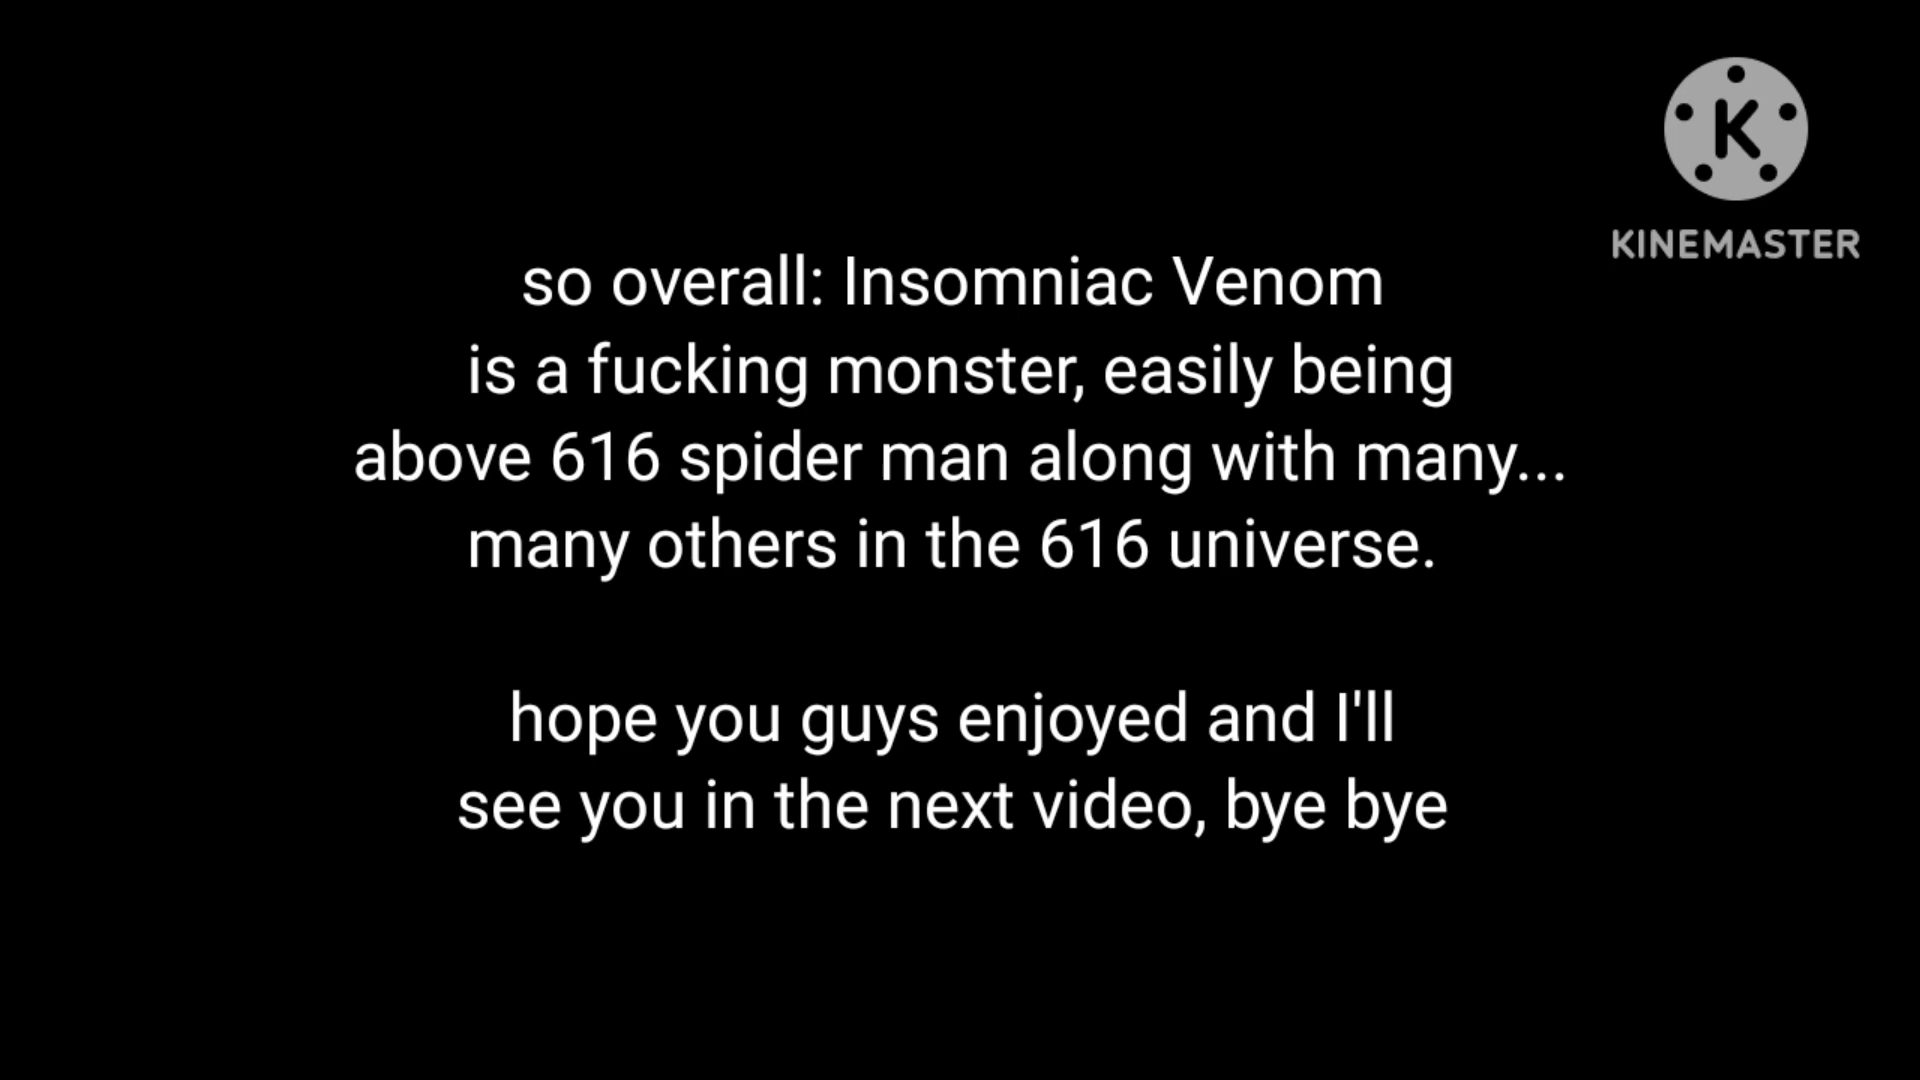 K
KINEMASTER
so overall: Insomniac Venom
is a fucking monster, easily being
above 616 spider man along with many...
many others in the 616 universe.
hope you guys enjoyed and I'll
see you in the next video, bye bye